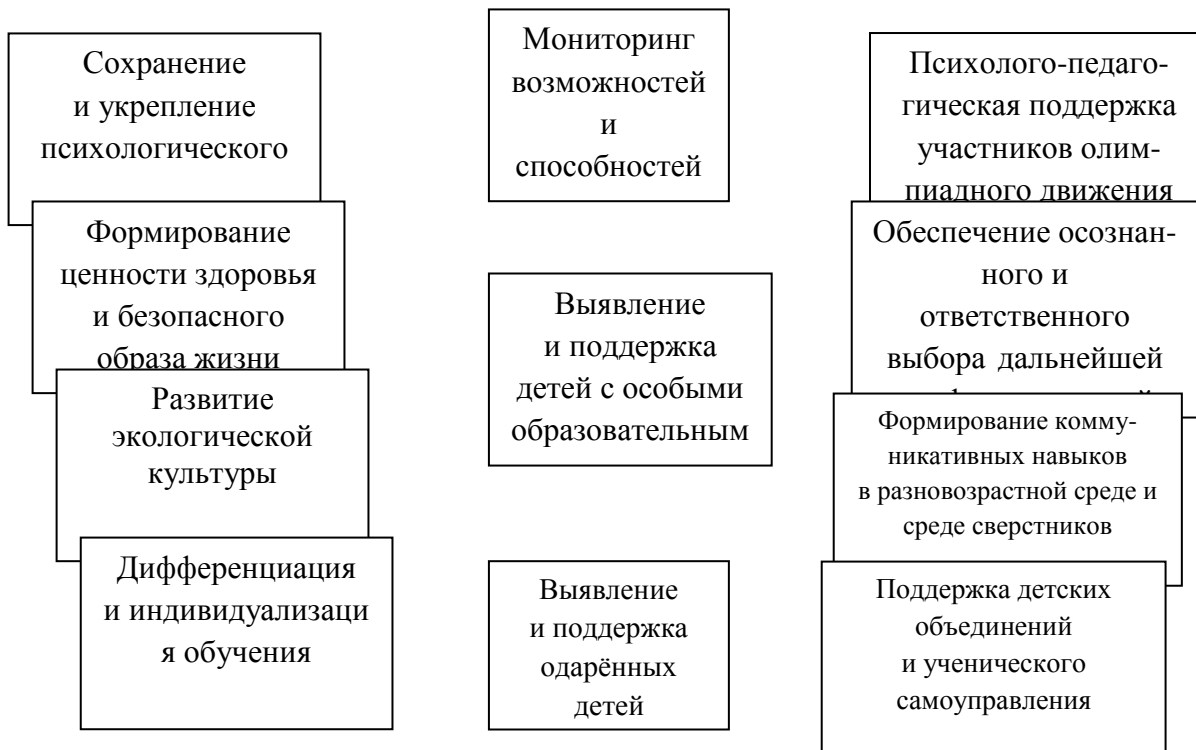 Сохранение
и укрепление
психологического
Формирование
ценности здоровья
и безопасного
образа жизни
Развитие
экологической
культуры
Дифференциация
и индивидуализаци
я обучения
Мониторинг
возможностей
и
способностей
Выявление
и поддержка
детей с особыми
образовательным
Выявление
и поддержка
одарённых
детей
Психолого-педаго-
гическая поддержка
участников олим-
пиадного движения
Обеспечение осознан-
ного и
ответственного
выбора дальнейшей
Формирование комму-
никативных навыков
в разновозрастной среде и
среде сверстников
Поддержка детских
объединений
и ученического
самоуправления